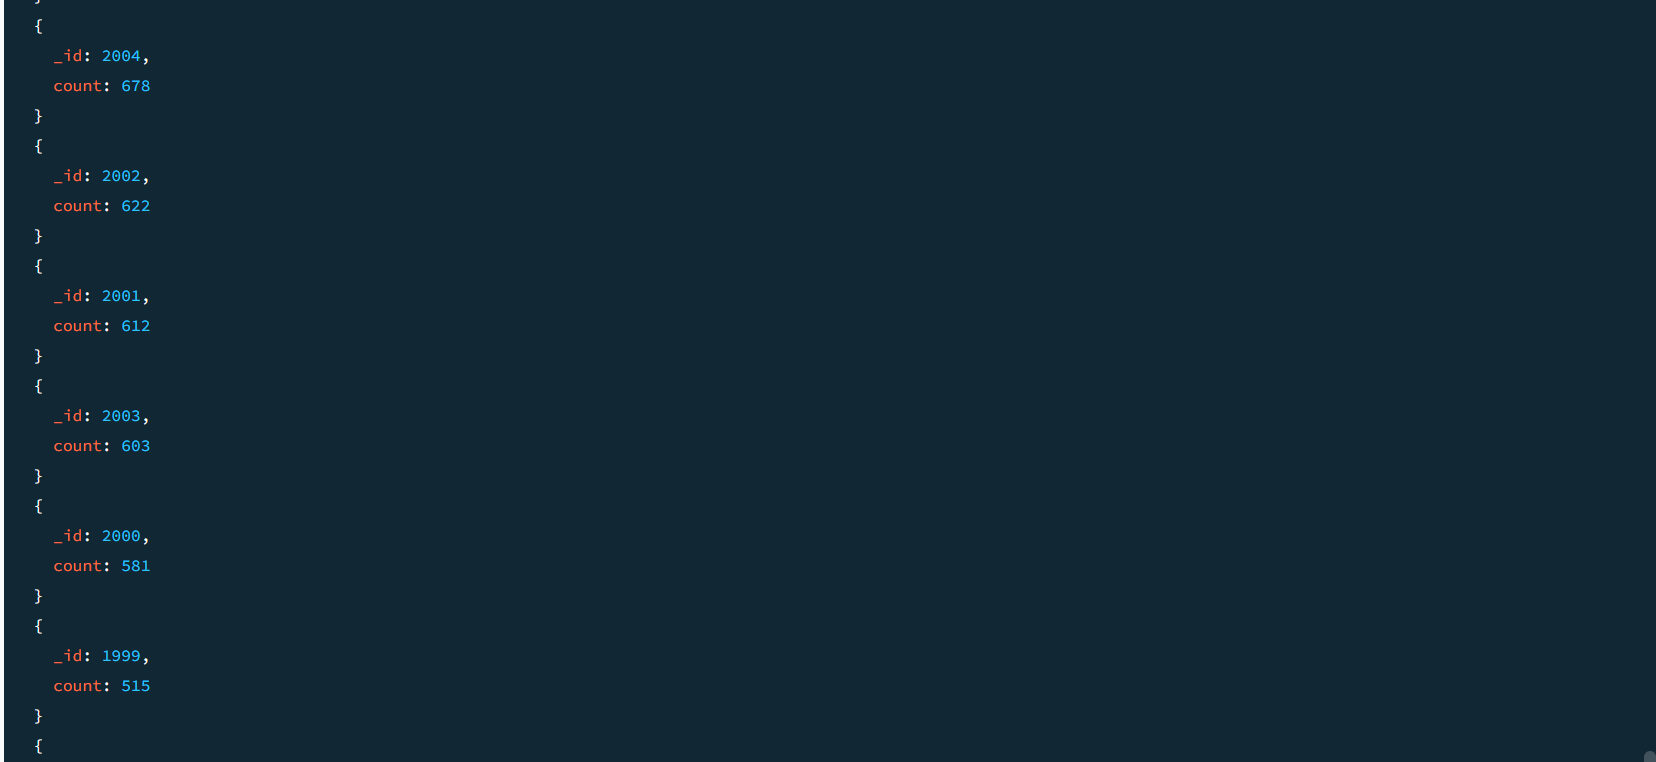 }
{
_id: 2004,
count: 678
}
{
_id: 2002,
count: 622
}
{
_id: 2001,
count: 612
}
{
_id: 2003,
count: 603
}
{
_id: 2000,
count: 581
}
{
_id: 1999,
count: 515
}
{